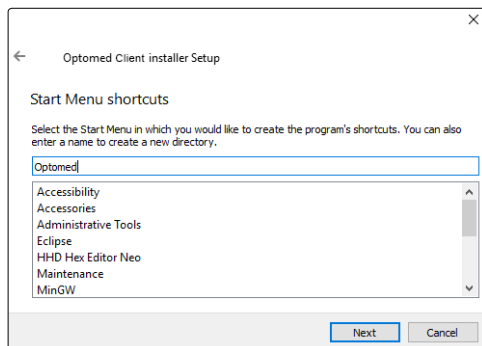 Optomed Client installer Setup
Start Menu shortcuts
Select the Start Menu in which you would like to create the program's shortcuts. You can also
enter a name to create a new directory.
Optomed
Accessibility
Accessories
Administrative Tools
Eclipse
HHD Hex Editor Neo
Maintenance
MinGW
Next Cancel